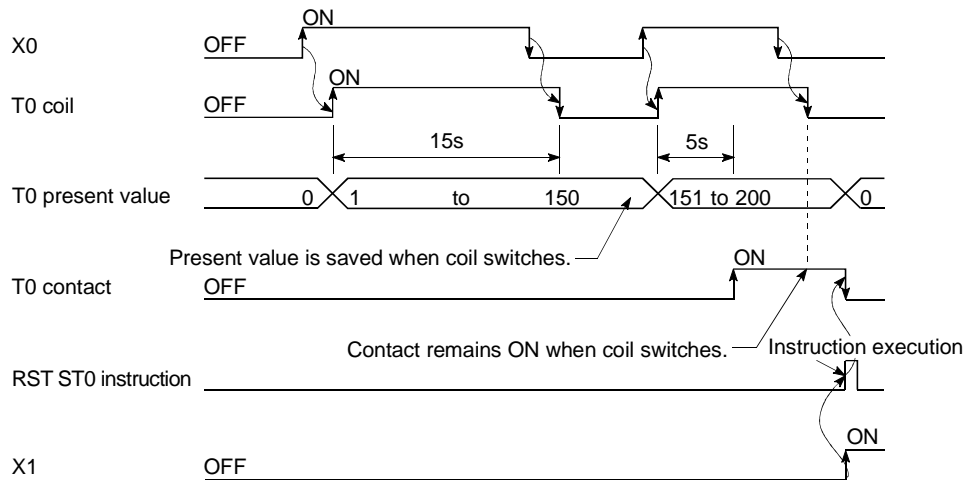 ON
X0 OFF
ON
T0 coil OFF
15s 5s
T0 present value 0 1 to 150 151 to 200 0
Present value is saved when coil switches.
ON
T0 contact OFF
Contact remains ON when coil switches. Instruction execution
RST ST0 instruction
ON
X1 OFF